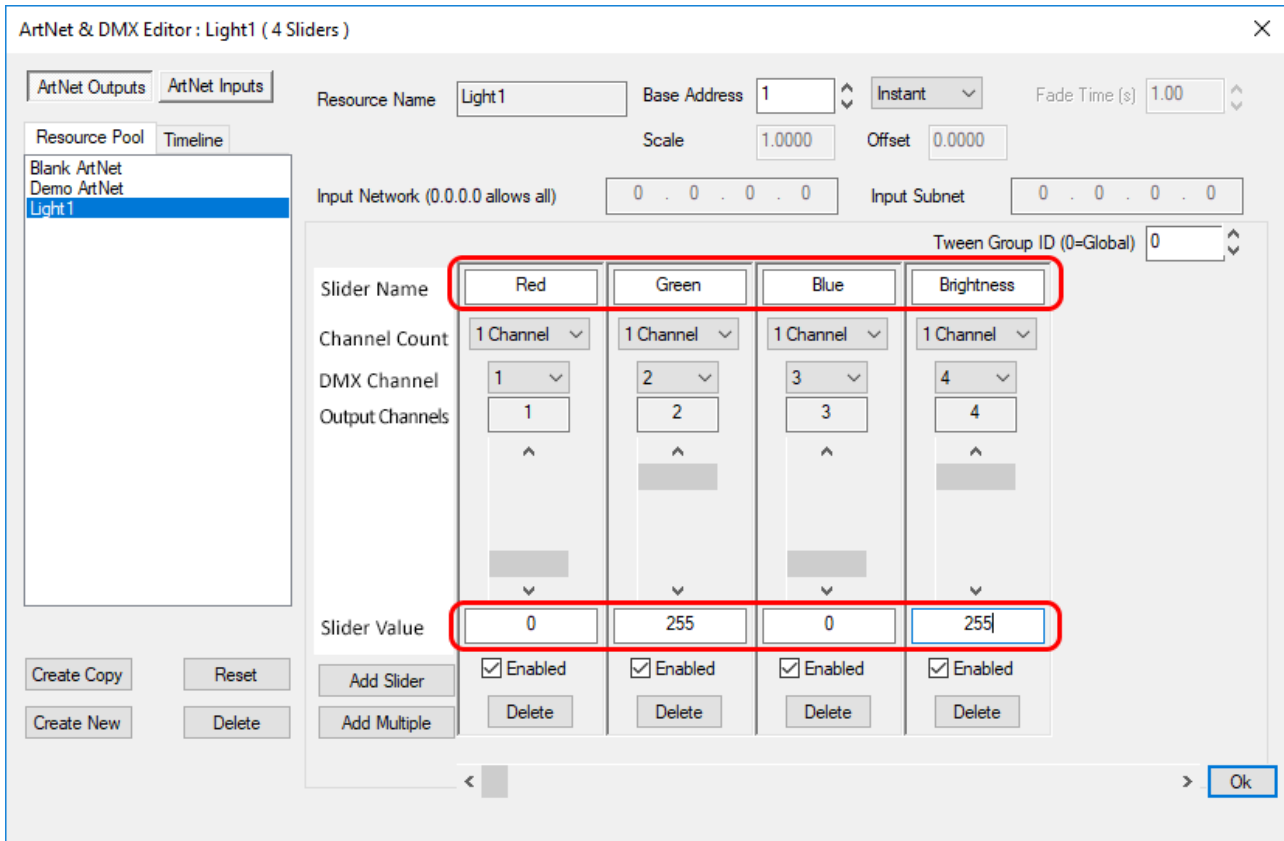 ArtNet & DMX Editor : Light1 ( 4 Sliders )
ArtNet Outputs ArtNet Inputs
Resource Name Light1 Base Address 1 Instant Fade Time (s) 1.00
Resource Pool Timeline
Scale 1.0000 Offset 0.0000
Blank ArtNet
Demo ArtNet
Light1
Input Network (0.0.0.0 allows all) 0 . 0 . 0 . 0 Input Subnet 0 . 0 . 0 . 0
Tween Group ID (0=Global) 0
Slider Name Red Green Blue Brightness
Channel Count 1 Channel 1 Channel 1 Channel 1 Channel
DMX Channel 1 2 3 4
Output Channels 1 2 3 4
Slider Value 0 255 0 255
Enabled Enabled Enabled Enabled
Create Copy Reset Add Slider
Delete Delete Delete Delete
Create New Delete Add Multiple
Ok